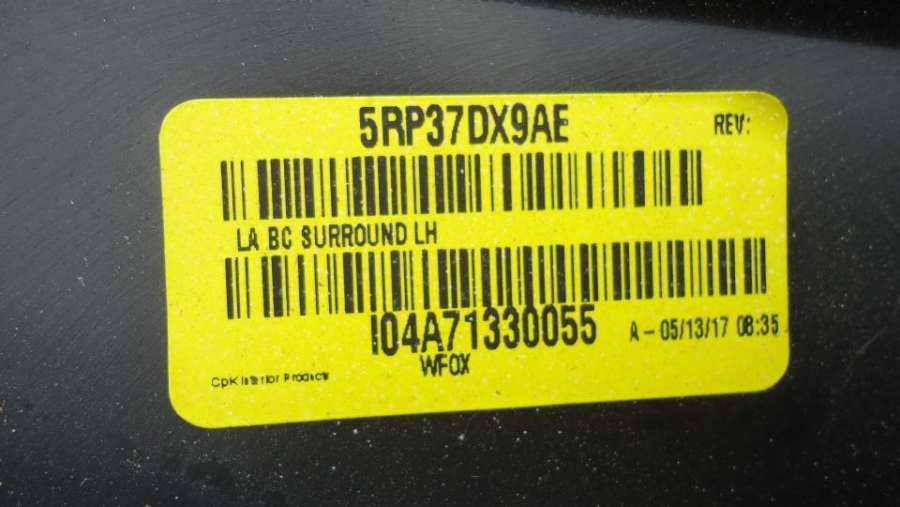 5RP37DX9AE REV:
LA BC SURROUND LH
I04A71330055 A - 05/13/17 08:35
WFOX
CpK Interior Products